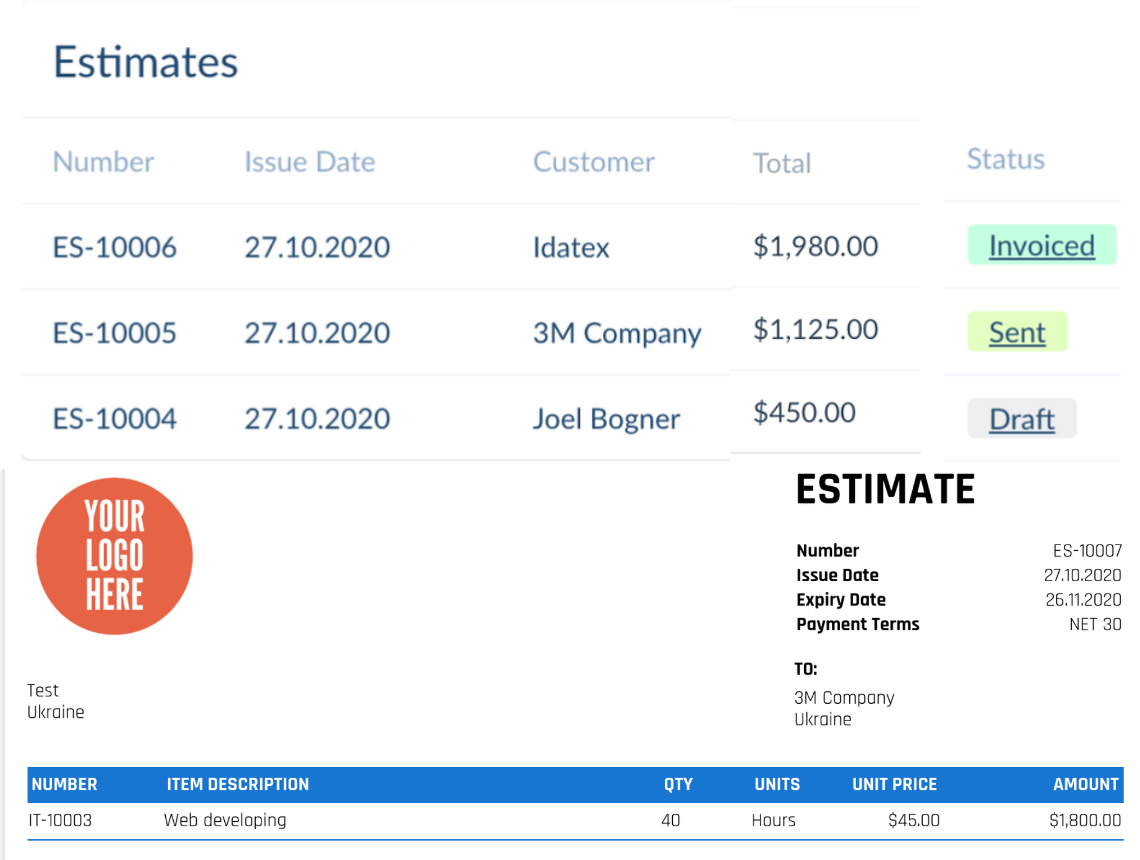 Estimates
Number Issue Date Customer Total Status
ES-10006 27.10.2020 Idatex $1,980.00 Invoiced
ES-10005 27.10.2020 3M Company $1,125.00 Sent
ES-10004 27.10.2020 Joel Bogner $450.00 Draft
YOUR
LOGO
HERE
ESTIMATE
Number ES-10007
Issue Date 27.10.2020
Expiry Date 26.11.2020
Payment Terms NET 30
TO:
Test
Ukraine
3M Company
Ukraine
NUMBER ITEM DESCRIPTION QTY UNITS UNIT PRICE AMOUNT
IT-10003 Web developing 40 Hours $45.00 $1,800.00